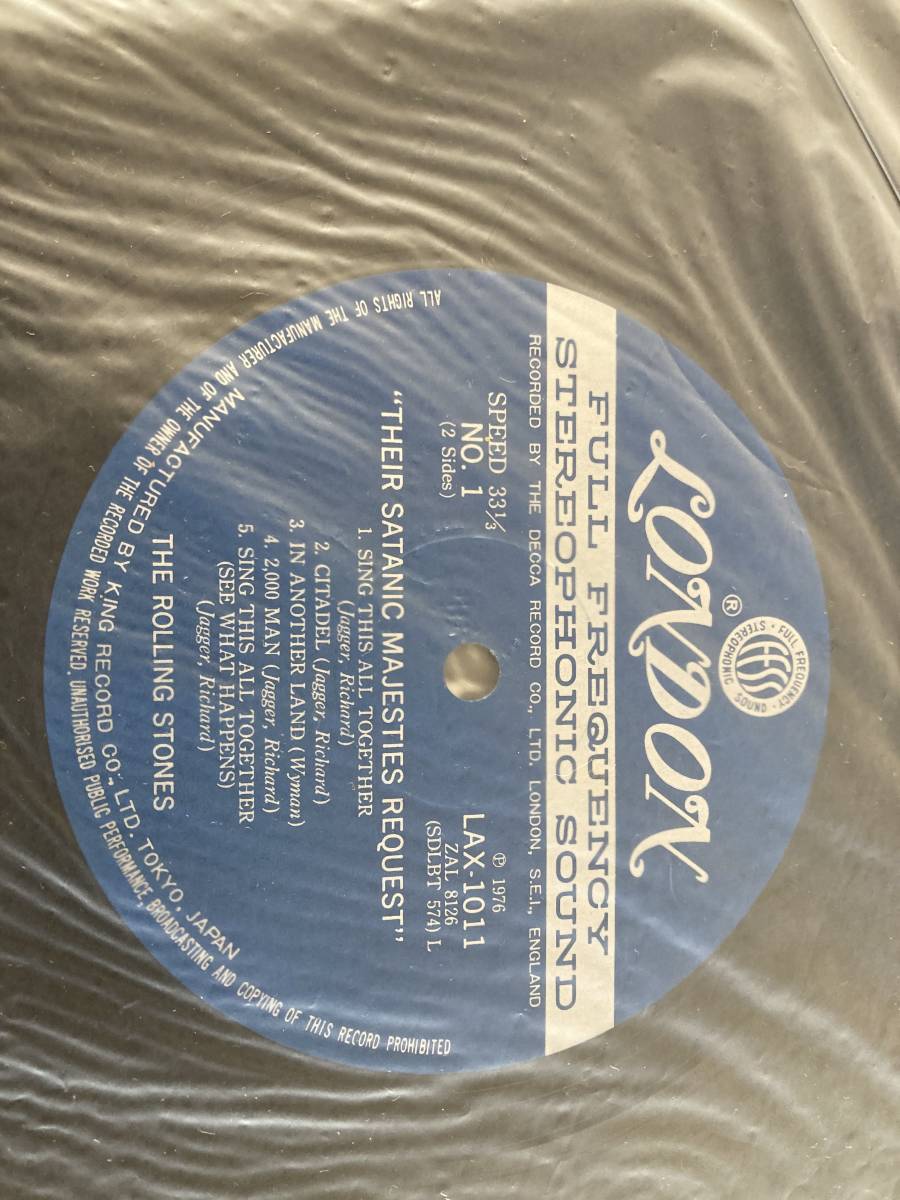 FULL FREQUENCY • STEREOPHONIC • SOUND •
ffss
LONDON®
FULL FREQUENCY
STEREOPHONIC SOUND
RECORDED BY THE DECCA RECORD CO., LTD. LONDON, S.E.I., ENGLAND
SPEED 33⅓
NO. 1
(2 Sides)
℗ 1976
LAX-1011
ZAL 8126
(SDLBT 574) L
“THEIR SATANIC MAJESTIES REQUEST”
1. SING THIS ALL TOGETHER
(Jagger, Richard)
2. CITADEL (Jagger, Richard)
3. IN ANOTHER LAND (Wyman)
4. 2,000 MAN (Jagger, Richard)
5. SING THIS ALL TOGETHER
(SEE WHAT HAPPENS)
(Jagger, Richard)
THE ROLLING STONES
MANUFACTURED BY KING RECORD CO., LTD. TOKYO, JAPAN
ALL RIGHTS OF THE MANUFACTURER AND OF THE OWNER OF THE RECORDED WORK RESERVED. UNAUTHORISED PUBLIC PERFORMANCE, BROADCASTING AND COPYING OF THIS RECORD PROHIBITED